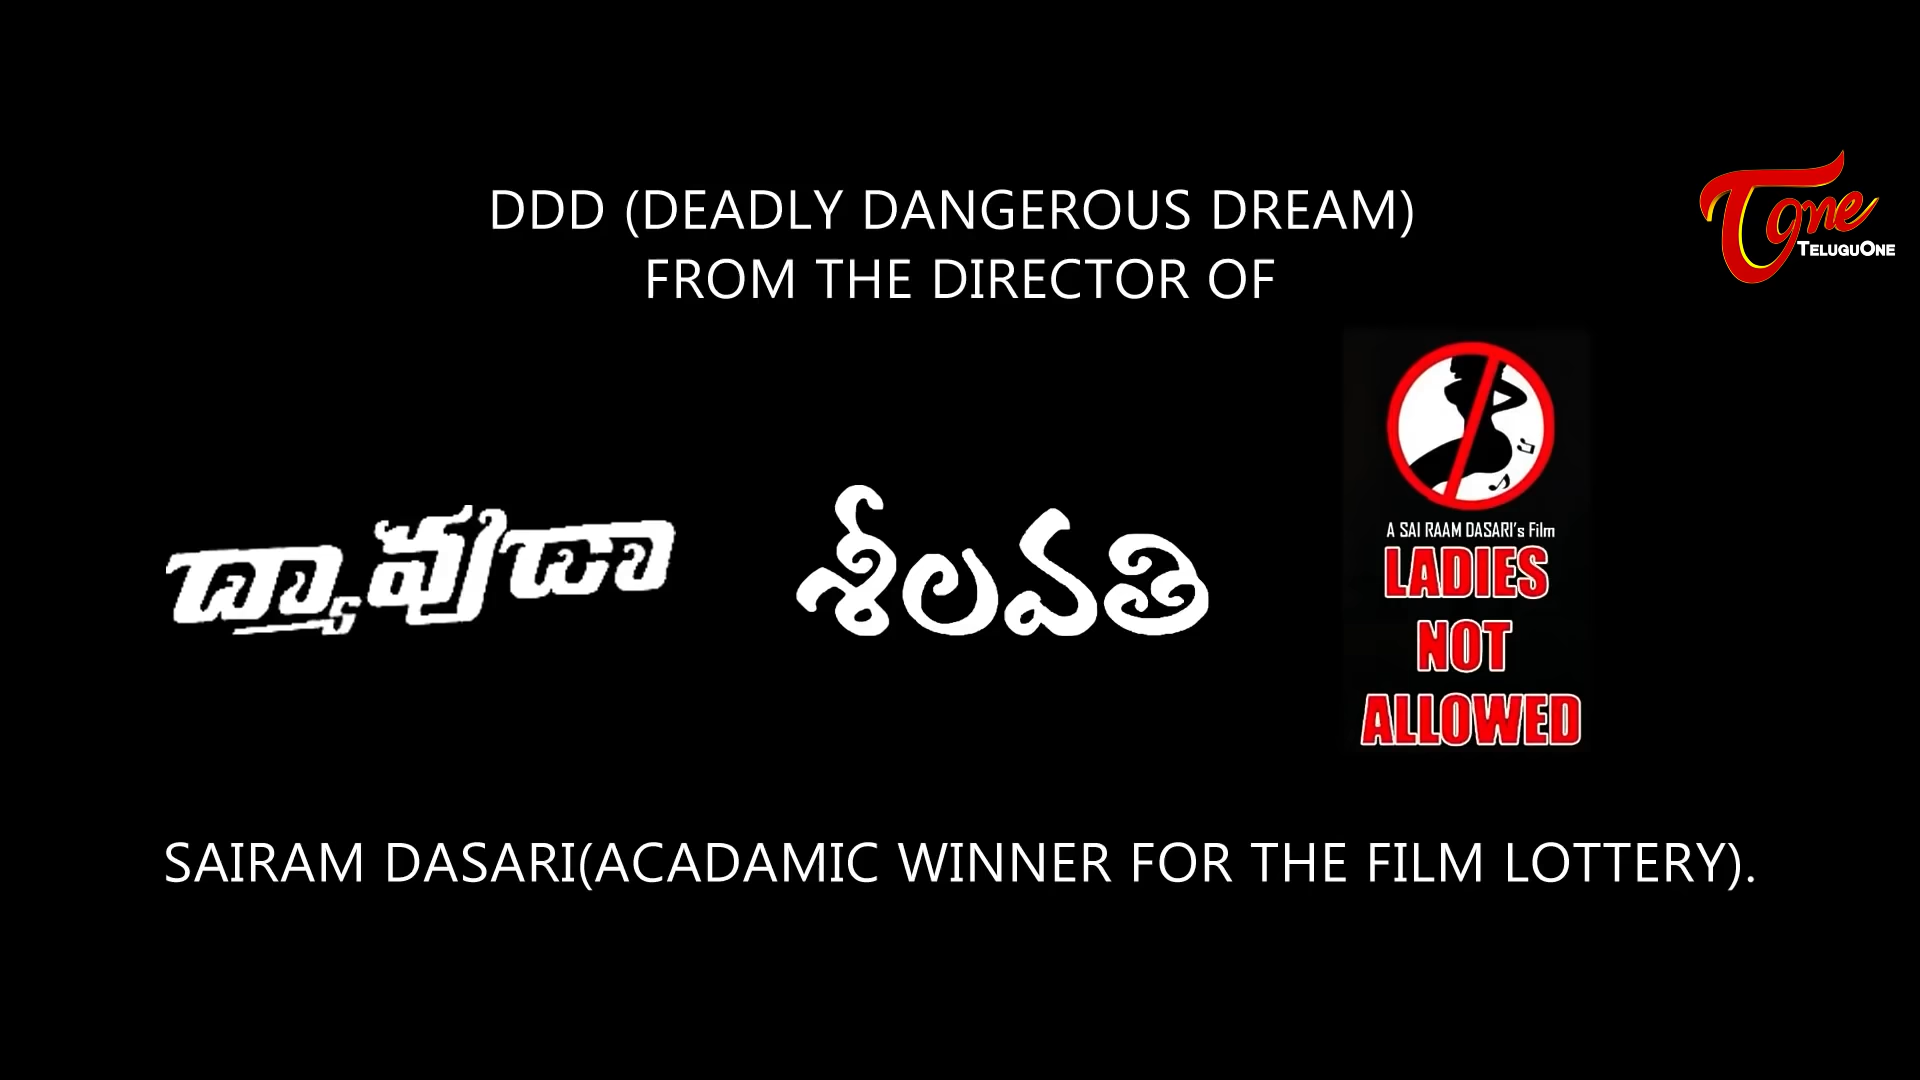 DDD (DEADLY DANGEROUS DREAM)
FROM THE DIRECTOR OF
Tone
TELUGUONE
ద్యావుడా
శీలవతి
A SAI RAAM DASARI's Film
LADIES
NOT
ALLOWED
SAIRAM DASARI(ACADAMIC WINNER FOR THE FILM LOTTERY).